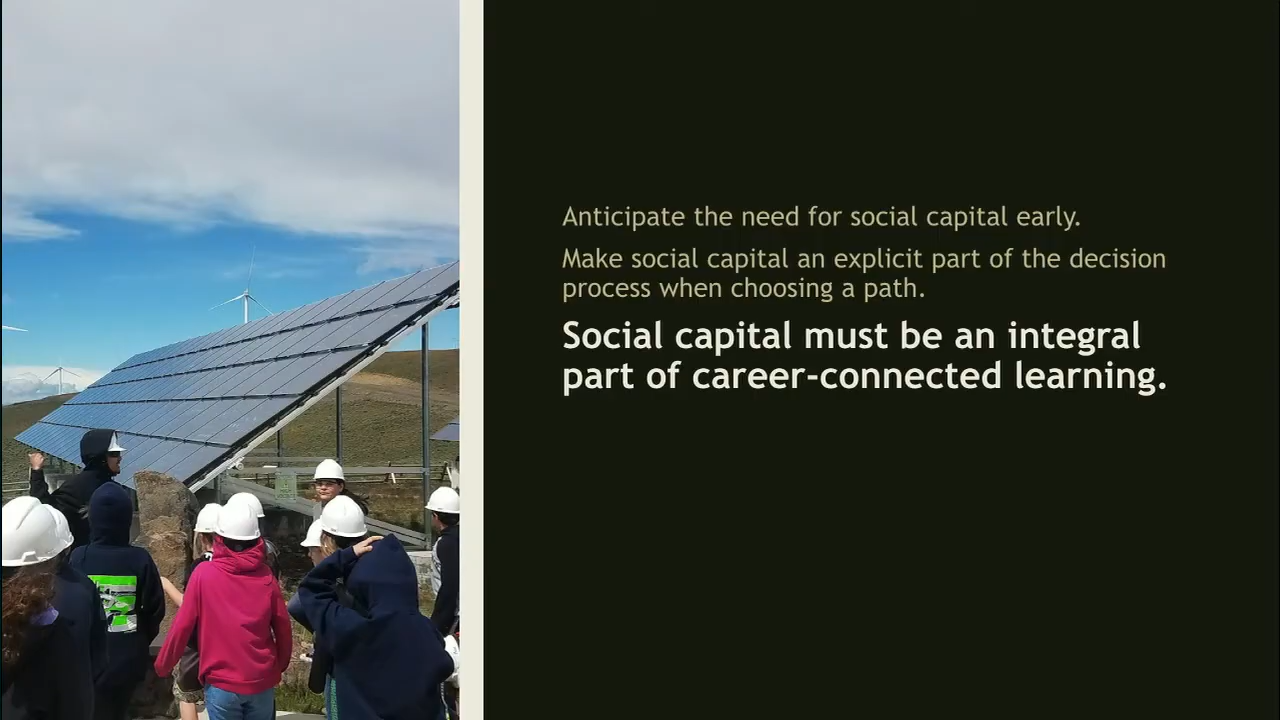 Anticipate the need for social capital early.
Make social capital an explicit part of the decision
process when choosing a path.
Social capital must be an integral
part of career-connected learning.